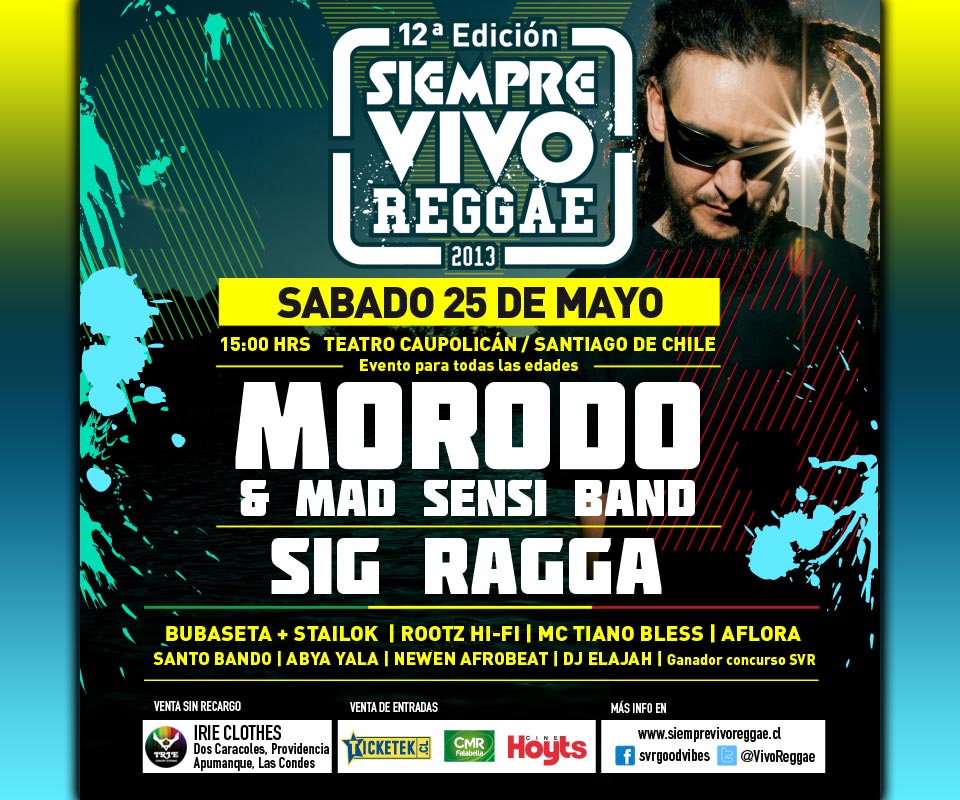 12ª Edición
SIEMPRE
VIVO
REGGAE
2013
SABADO 25 DE MAYO
15:00 HRS TEATRO CAUPOLICÁN / SANTIAGO DE CHILE
Evento para todas las edades
MORODO
& MAD SENSI BAND
SIG RAGGA
BUBASETA + STAILOK | ROOTZ HI-FI | MC TIANO BLESS | AFLORA
SANTO BANDO | ABYA YALA | NEWEN AFROBEAT | DJ ELAJAH | Ganador concurso SVR
VENTA SIN RECARGO
IRIE
IRIE CLOTHES
Dos Caracoles, Providencia
Apumanque, Las Condes
VENTA DE ENTRADAS
TICKETEK.CL
CMR
Falabella
CINE
Hoyts
MÁS INFO EN
www.siemprevivoreggae.cl
svrgoodvibes @VivoReggae